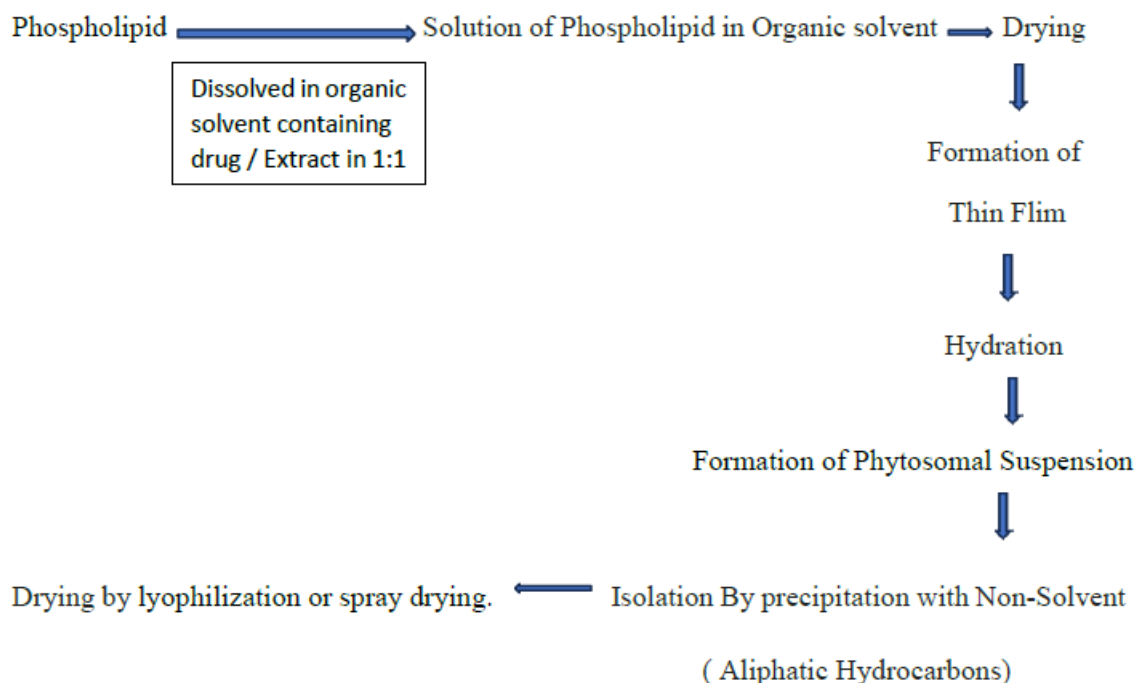 Phospholipid
Solution of Phospholipid in Organic solvent
Drying
Dissolved in organic
solvent containing
drug / Extract in 1:1
Formation of
Thin Flim
Hydration
Formation of Phytosomal Suspension
Isolation By precipitation with Non-Solvent
( Aliphatic Hydrocarbons)
Drying by lyophilization or spray drying.